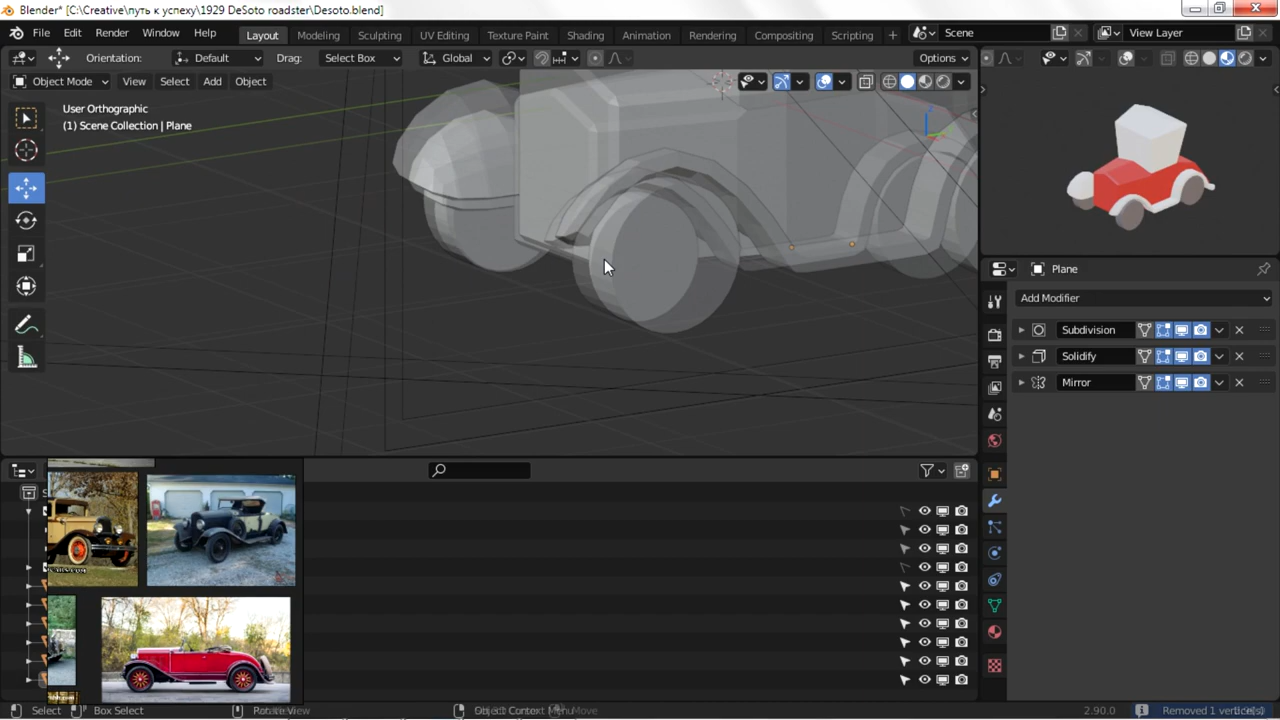 Blender* [C:\Creative\путь к успеху\1929 DeSoto roadster\Desoto.blend]
File Edit Render Window Help
Layout Modeling Sculpting UV Editing Texture Paint Shading Animation Rendering Compositing Scripting +
Scene
View Layer
Orientation: Default Drag: Select Box Global Options
Object Mode View Select Add Object
User Orthographic
(1) Scene Collection | Plane
Z
Plane
Add Modifier
Subdivision
Solidify
Mirror
Select Box Select Rotate View Object Context Menu
2.90.0 Removed 1 vertice(s)